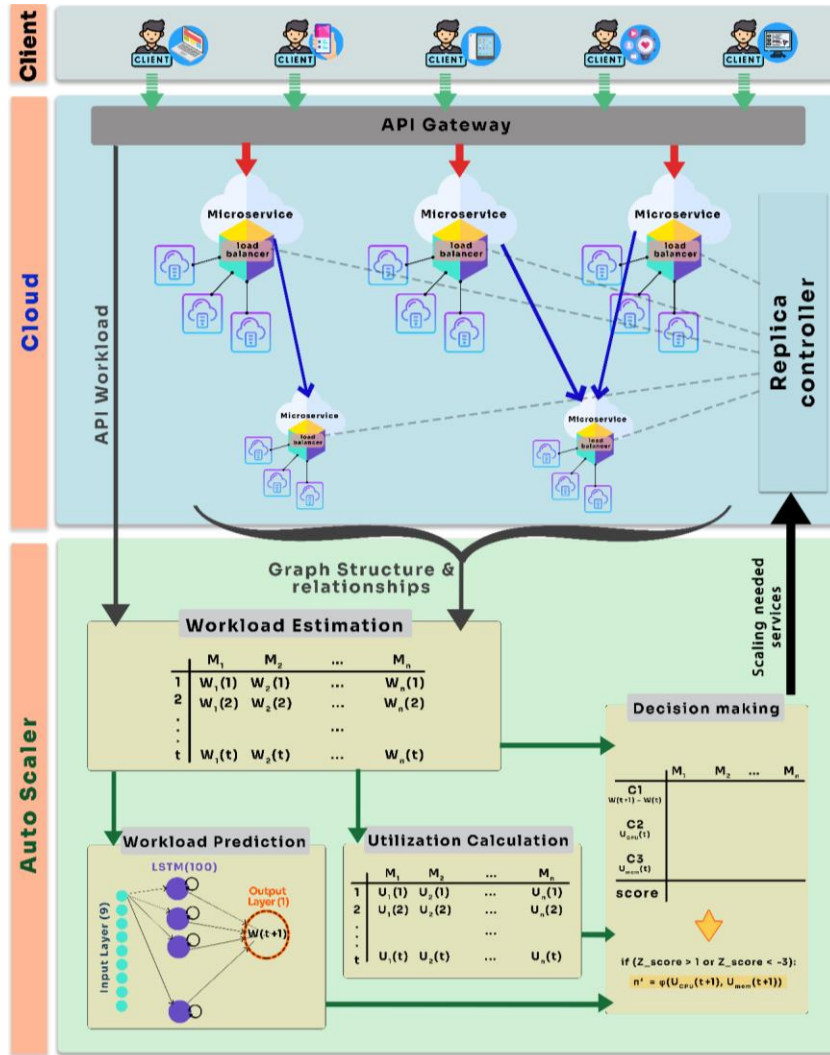 Client
CLIENT
CLIENT
CLIENT
CLIENT
CLIENT
Cloud
API Gateway
API Workload
Microservice
load
balancer
Microservice
load
balancer
Microservice
load
balancer
Replica
controller
Microservice
load
balancer
Microservice
load
balancer
Auto Scaler
Graph Structure &
relationships
Scaling needed
services
Workload Estimation
M₁ M₂ ... Mₙ
1 W₁(1) W₂(1) ... Wₙ(1)
2 W₁(2) W₂(2) ... Wₙ(2)
. ...
.
.
t W₁(t) W₂(t) ... Wₙ(t)
Workload Prediction
LSTM(100)
Input Layer (9)
Output
Layer (1)
W(t+1)
Utilization Calculation
M₁ M₂ ... Mₙ
1 U₁(1) U₂(1) ... Uₙ(1)
2 U₁(2) U₂(2) ... Uₙ(2)
. ...
.
.
t U₁(t) U₂(t) ... Uₙ(t)
Decision making
M₁ M₂ ... Mₙ
C1
W(t+1) - W(t)
C2
U_CPU(t)
C3
U_mem(t)
score
if (Z_score > 1 or Z_score < -3):
n' = φ(U_CPU(t+1), U_mem(t+1))